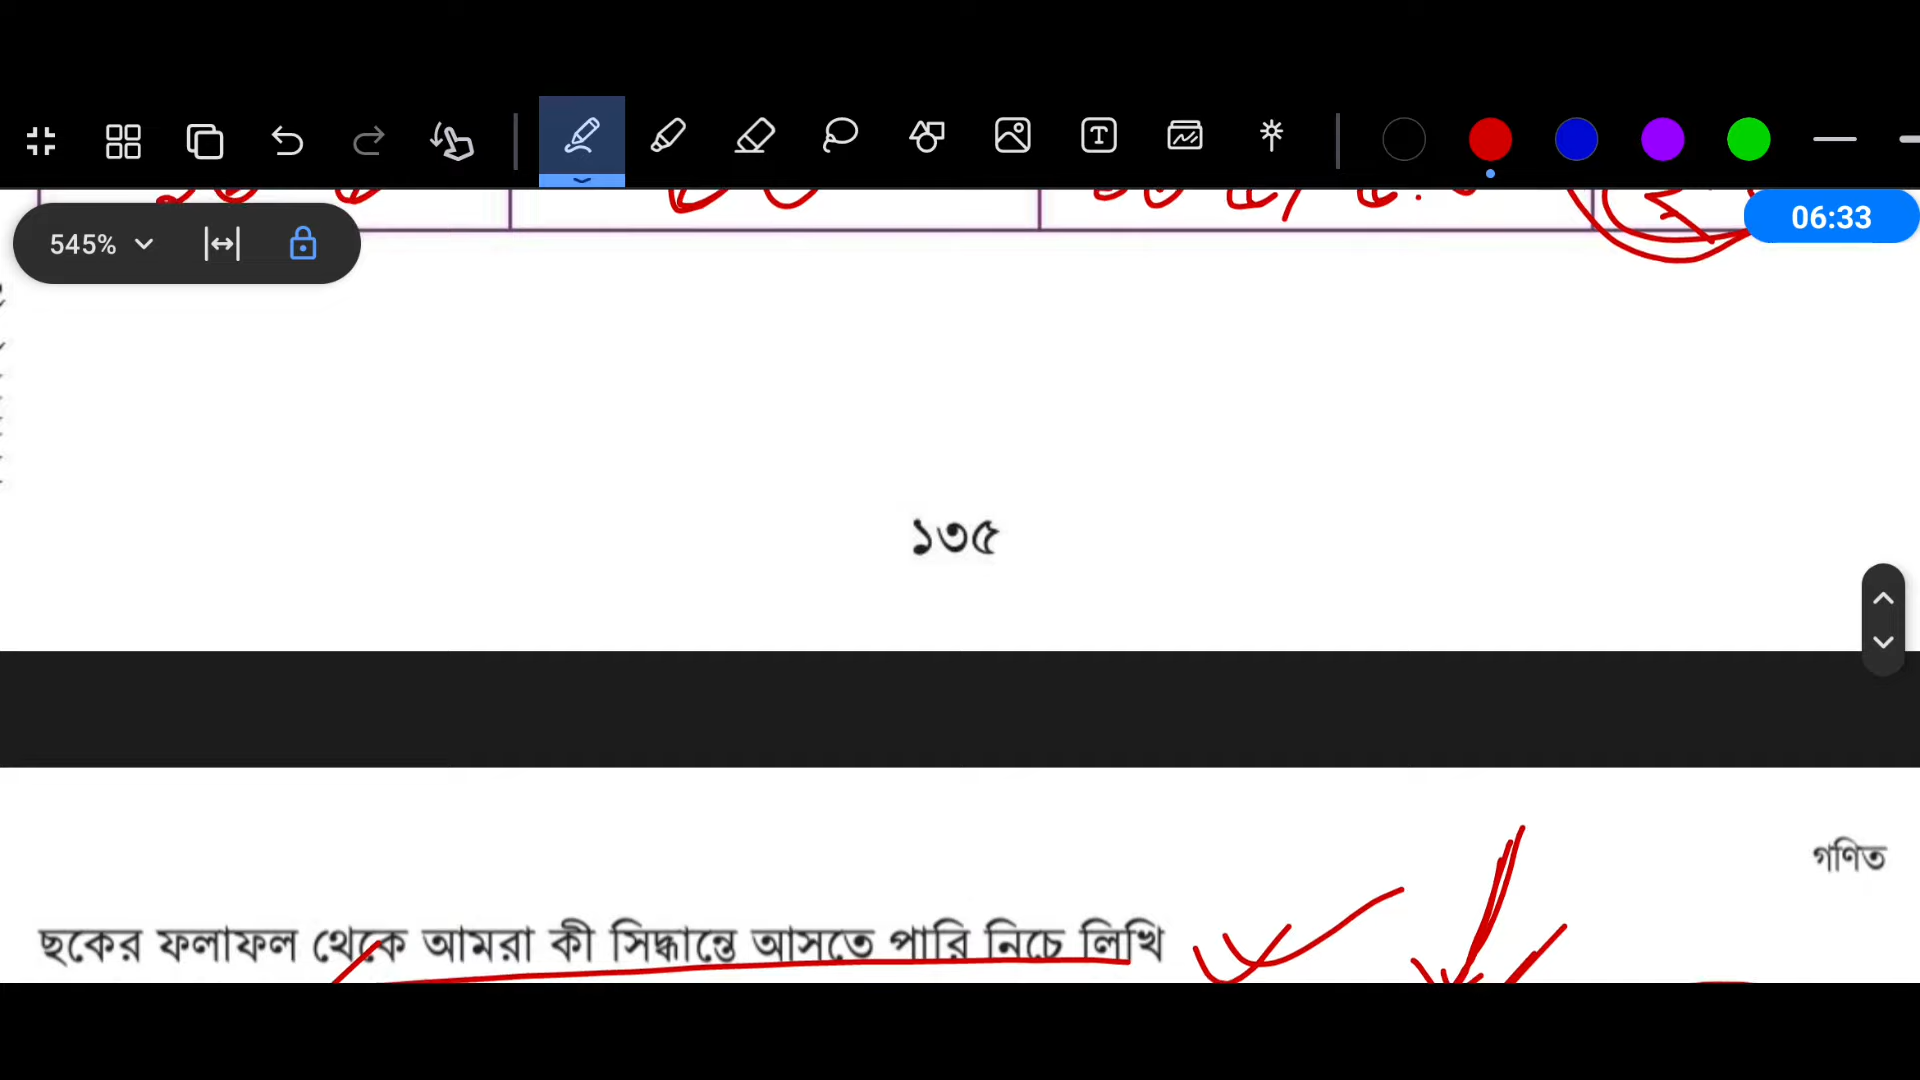 06:33
545%
১৩৫
গণিত
ছকের ফলাফল থেকে আমরা কী সিদ্ধান্তে আসতে পারি নিচে লিখি